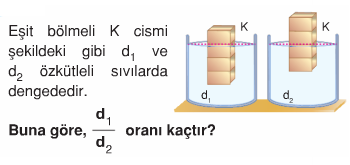 Eşit bölmeli K cismi
şekildeki gibi d₁ ve
d₂ özkütleli sıvılarda
dengededir.
Buna göre, d₁/d₂ oranı kaçtır?
K
d₁
K
d₂